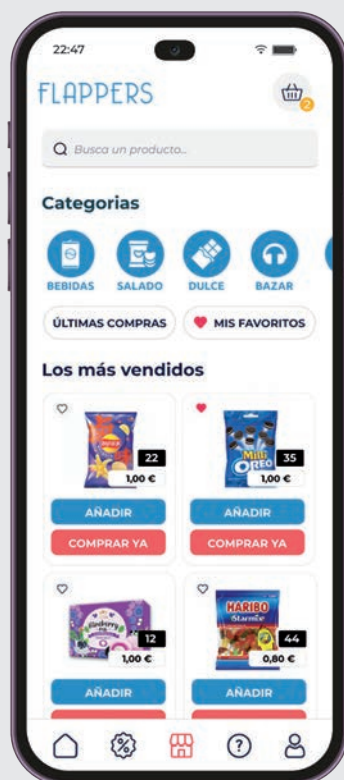 22:47
FLAPPERS
2
Busca un producto...
Categorias
BEBIDAS SALADO DULCE BAZAR
ÚLTIMAS COMPRAS MIS FAVORITOS
Los más vendidos
22 35
1,00 € 1,00 €
Milli
OREO
AÑADIR AÑADIR
COMPRAR YA COMPRAR YA
HARIBO
Starmix
12 44
1,00 € 0,80 €
AÑADIR AÑADIR